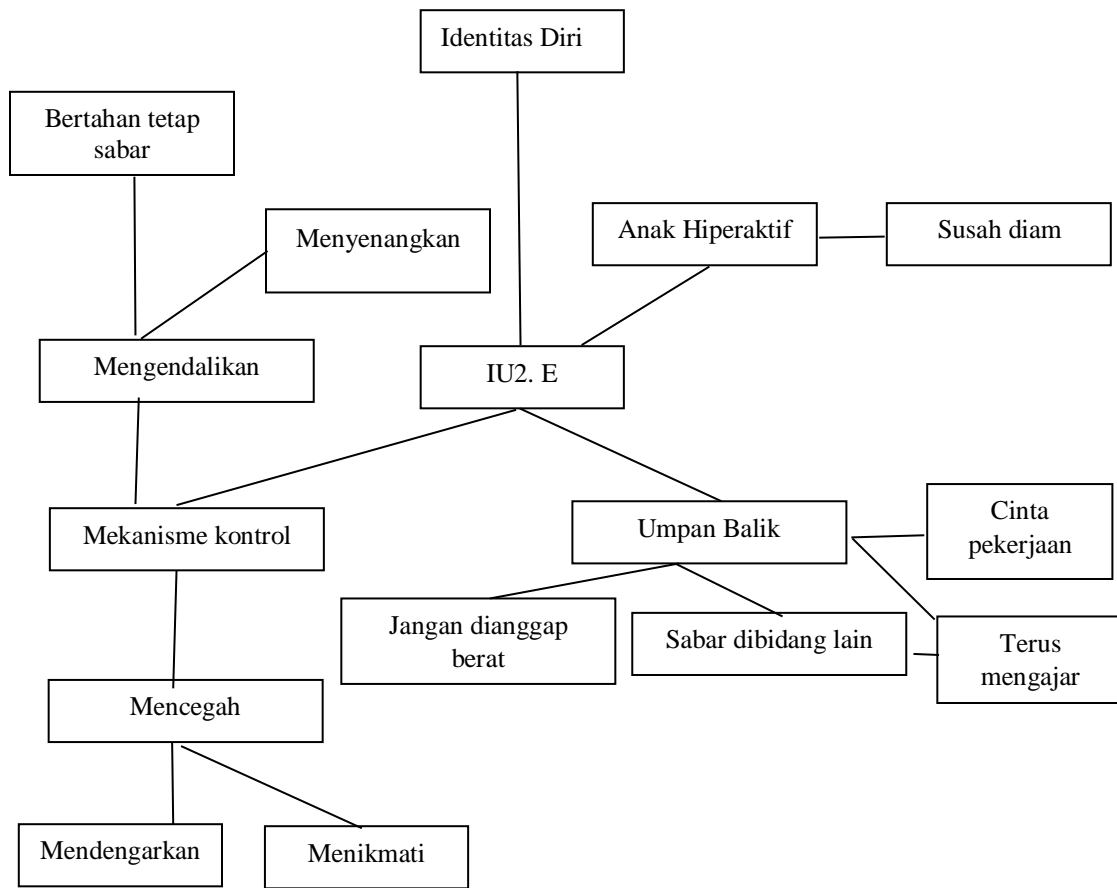 Identitas Diri
Bertahan tetap
sabar
Menyenangkan
Anak Hiperaktif
Susah diam
Mengendalikan
IU2. E
Mekanisme kontrol
Umpan Balik
Cinta
pekerjaan
Jangan dianggap
berat
Sabar dibidang lain
Terus
mengajar
Mencegah
Mendengarkan
Menikmati